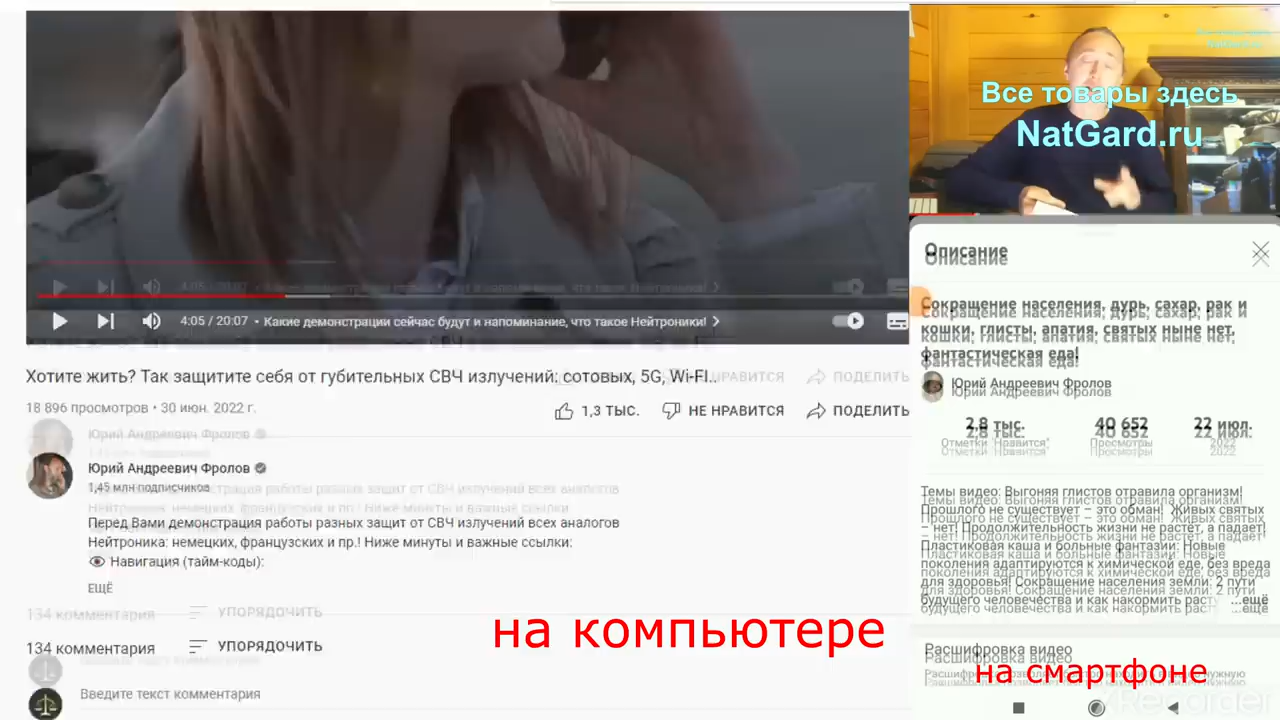 4:05 / 20:07 • Какие демонстрации сейчас будут и напоминание, что такое Нейтроники!
Хотите жить? Так защитите себя от губительных СВЧ излучений: сотовых, 5G, Wi-FI..
18 896 просмотров • 30 июн. 2022 г.
1,3 ТЫС.
НЕ НРАВИТСЯ
ПОДЕЛИТЬ
Юрий Андреевич Фролов
1,45 млн подписчиков
Перед Вами демонстрация работы разных защит от СВЧ излучений всех аналогов
Нейтроника: немецких, французских и пр.! Ниже минуты и важные ссылки:
Навигация (тайм-коды):
ЕЩЁ
134 комментария
УПОРЯДОЧИТЬ
Введите текст комментария
на компьютере
Все товары здесь
NatGard.ru
Описание
Сокращение населения, дурь, сахар, рак и
кошки, глисты, апатия, святых ныне нет,
фантастическая еда!
Юрий Андреевич Фролов
2,8 тыс.
40 652
22 июл.
Отметки "Нравится"
Просмотры
2022
Темы видео: Выгоняя глистов отравила организм!
Прошлого не существует – это обман! Живых святых
– нет! Продолжительность жизни не растёт, а падает!
Пластиковая каша и больные фантазии: Новые
поколения адаптируются к химической еде, без вреда
для здоровья! Сокращение населения земли: 2 пути
будущего человечества и как накормить раст ...ещё
Расшифровка видео
на смартфоне
XRecorder